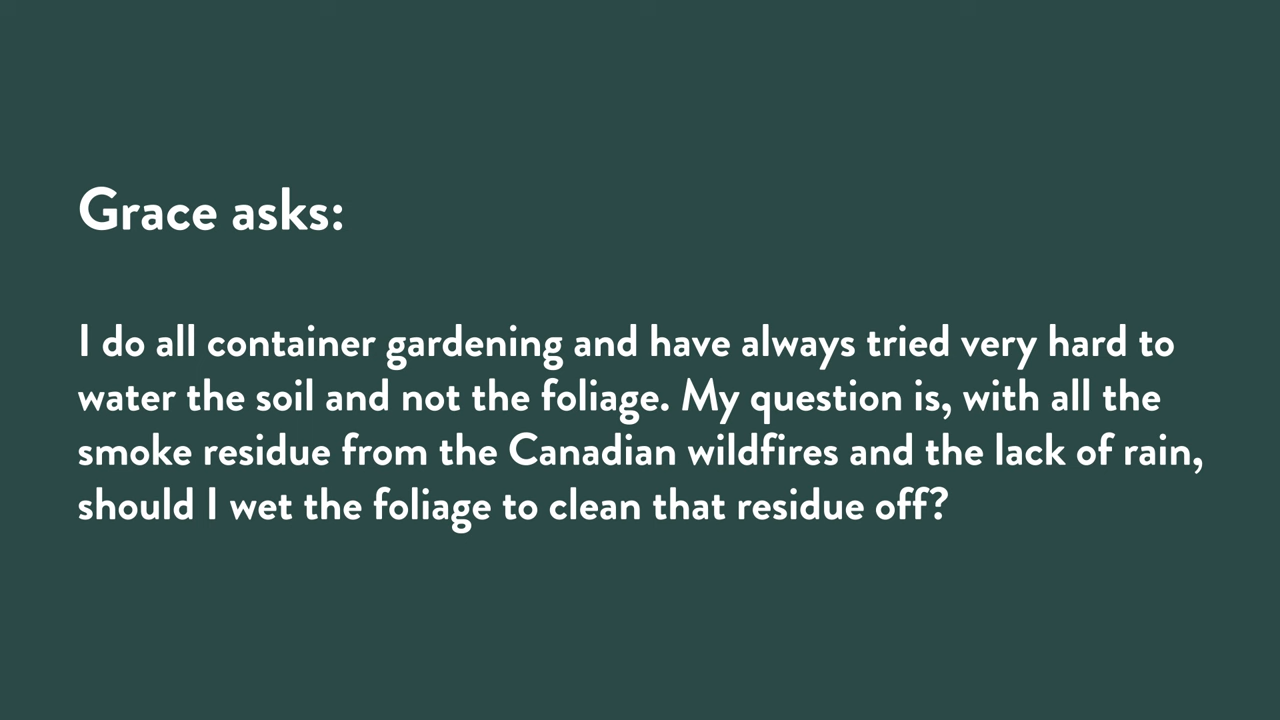 Grace asks:
I do all container gardening and have always tried very hard to
water the soil and not the foliage. My question is, with all the
smoke residue from the Canadian wildfires and the lack of rain,
should I wet the foliage to clean that residue off?